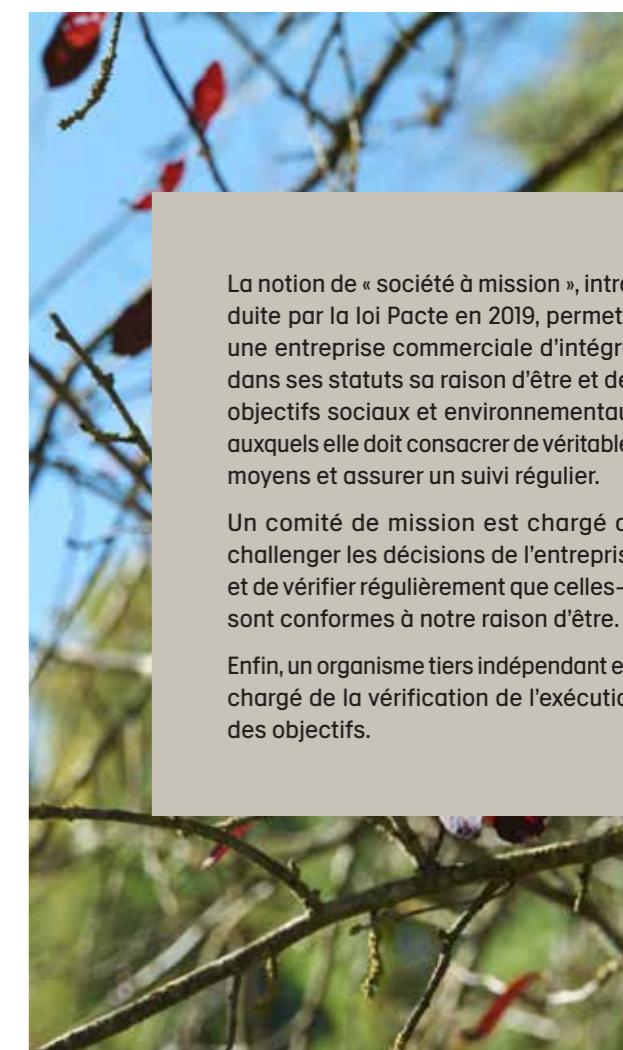 La notion de « société à mission », intro
duite par la loi Pacte en 2019, permet
une entreprise commerciale d’intégr
dans ses statuts sa raison d’être et de
objectifs sociaux et environnementau
auxquels elle doit consacrer de véritable
moyens et assurer un suivi régulier.
Un comité de mission est chargé d
challenger les décisions de l’entrepris
et de vérifier régulièrement que celles-
sont conformes à notre raison d’être.
Enfin, un organisme tiers indépendant e
chargé de la vérification de l’exécutio
des objectifs.